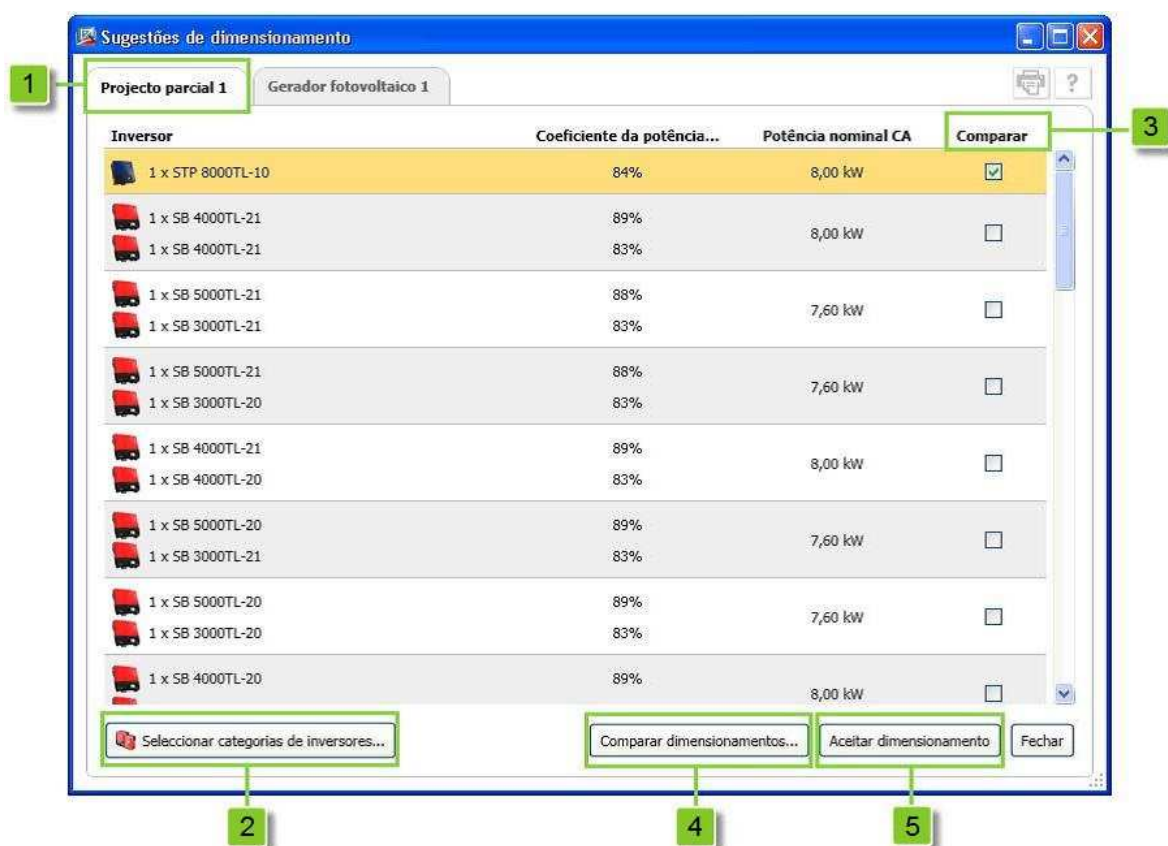 Sugestões de dimensionamento
1
Projecto parcial 1
Gerador fotovoltaico 1
?
Inversor
Coeficiente da potência...
Potência nominal CA
Comparar
3
1 x STP 8000TL-10
84%
8,00 kW
1 x SB 4000TL-21
89%
1 x SB 4000TL-21
83%
8,00 kW
1 x SB 5000TL-21
88%
1 x SB 3000TL-21
83%
7,60 kW
1 x SB 5000TL-21
88%
1 x SB 3000TL-20
83%
7,60 kW
1 x SB 4000TL-21
89%
1 x SB 4000TL-20
83%
8,00 kW
1 x SB 5000TL-20
89%
1 x SB 3000TL-21
83%
7,60 kW
1 x SB 5000TL-20
89%
1 x SB 3000TL-20
83%
7,60 kW
1 x SB 4000TL-20
89%
8,00 kW
Seleccionar categorias de inversores...
Comparar dimensionamentos...
Aceitar dimensionamento
Fechar
2
4
5